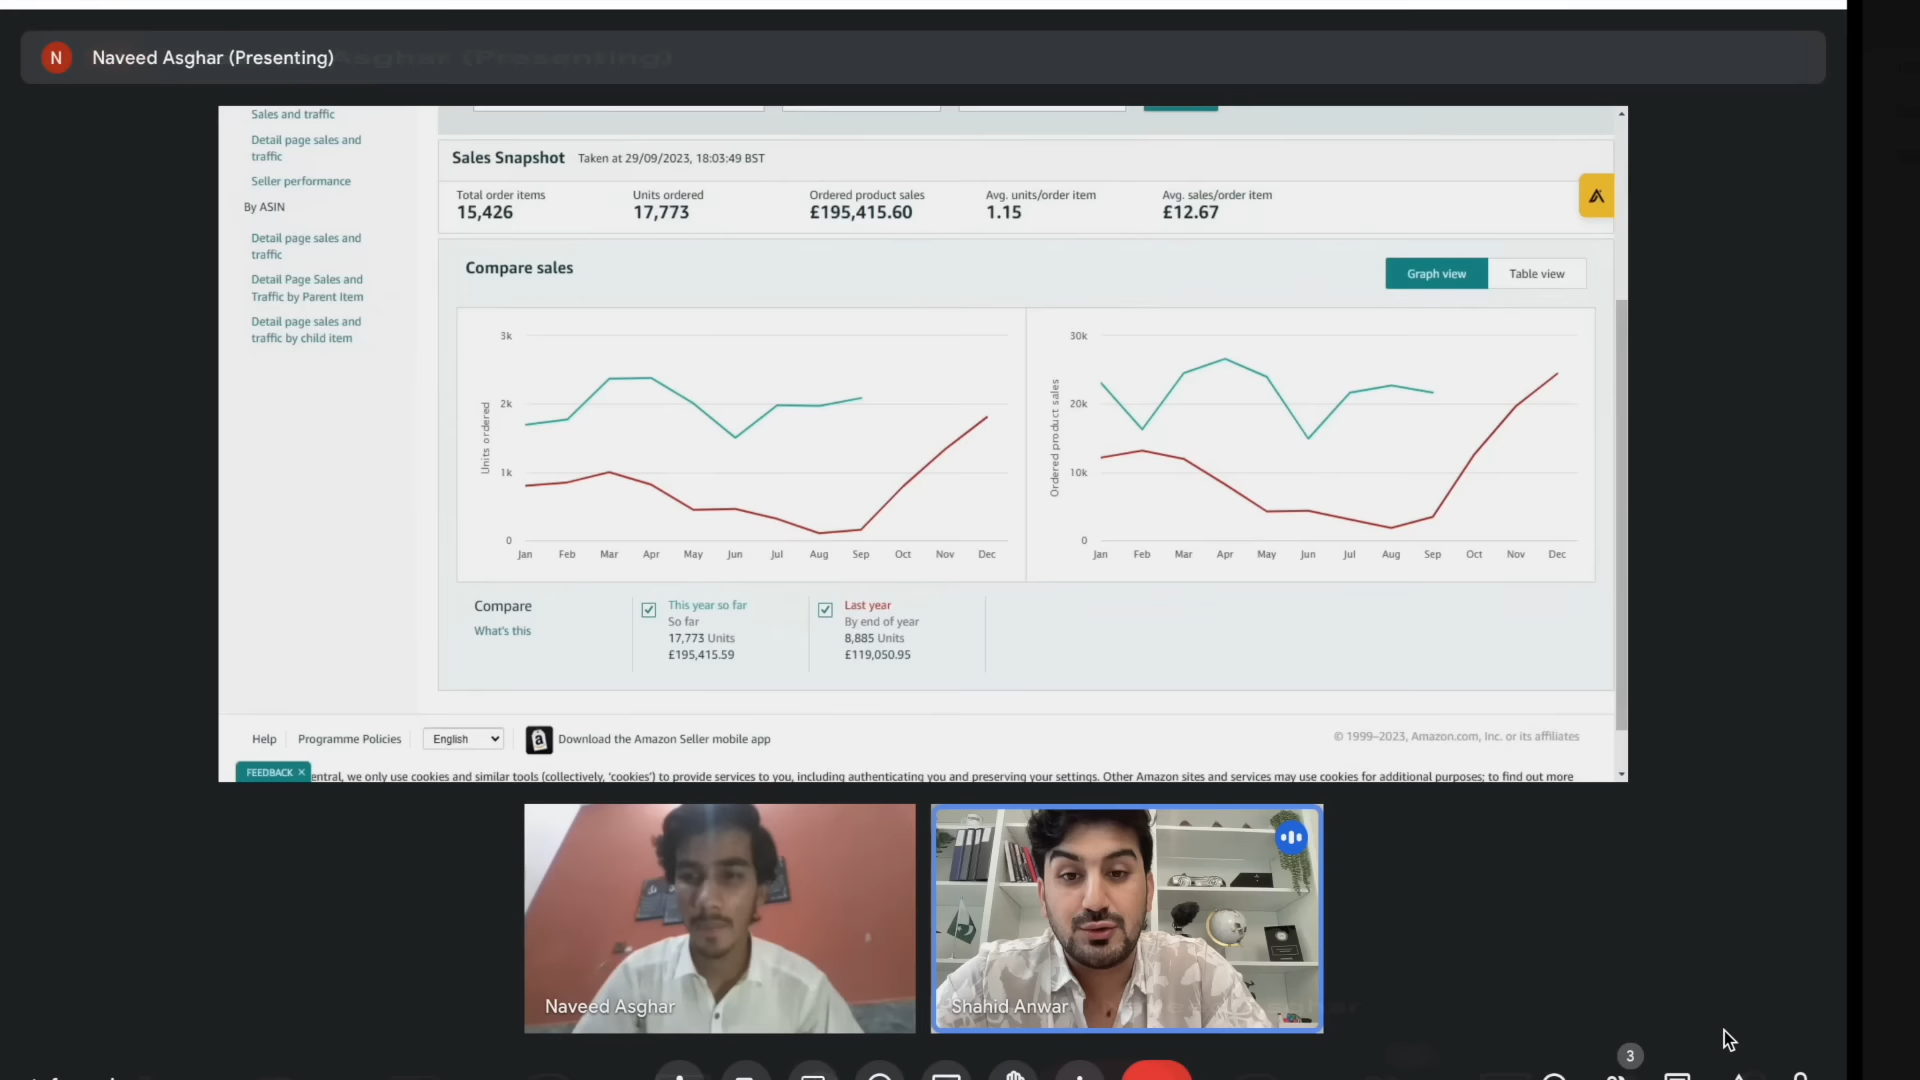 N Naveed Asghar (Presenting)
Sales and traffic
Detail page sales and
traffic
Seller performance
By ASIN
Detail page sales and
traffic
Detail Page Sales and
Traffic by Parent Item
Detail page sales and
traffic by child item
Sales Snapshot Taken at 29/09/2023, 18:03:49 BST
Total order items Units ordered Ordered product sales Avg. units/order item Avg. sales/order item
15,426 17,773 £195,415.60 1.15 £12.67
Compare sales
Graph view Table view
Units ordered
3k
2k
1k
0
Jan Feb Mar Apr May Jun Jul Aug Sep Oct Nov Dec
Ordered product sales
30k
20k
10k
0
Jan Feb Mar Apr May Jun Jul Aug Sep Oct Nov Dec
Compare
What's this
This year so far
So far
17,773 Units
£195,415.59
Last year
By end of year
8,885 Units
£119,050.95
Help Programme Policies English Download the Amazon Seller mobile app © 1999–2023, Amazon.com, Inc. or its affiliates
FEEDBACK ×
entral, we only use cookies and similar tools (collectively, 'cookies') to provide services to you, including authenticating you and preserving your settings. Other Amazon sites and services may use cookies for additional purposes; to find out more
Naveed Asghar
Shahid Anwar
3